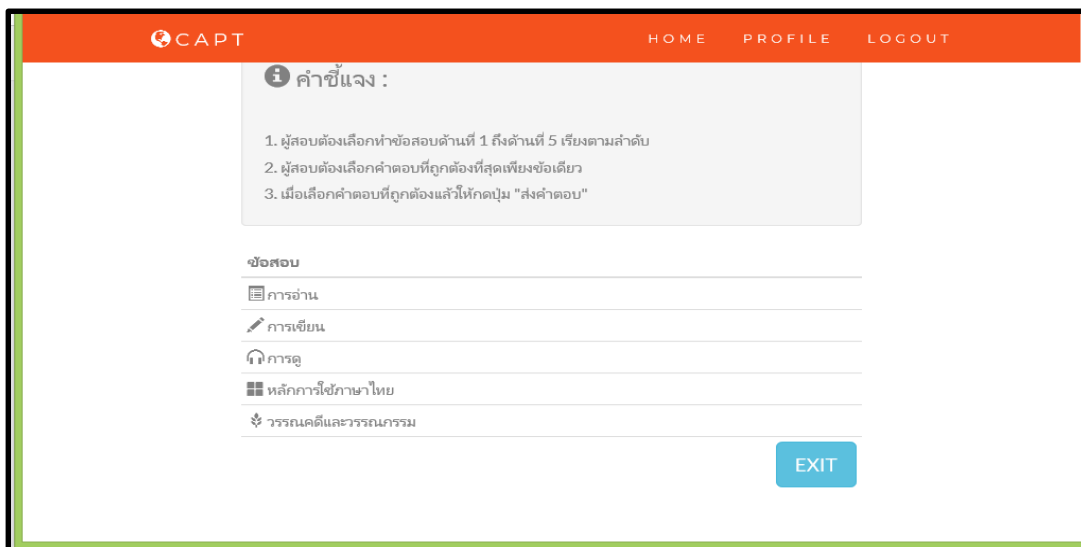 CAPT HOME PROFILE LOGOUT
คำชี้แจง :
1. ผู้สอบต้องเลือกทำข้อสอบด้านที่ 1 ถึงด้านที่ 5 เรียงตามลำดับ
2. ผู้สอบต้องเลือกคำตอบที่ถูกต้องที่สุดเพียงข้อเดียว
3. เมื่อเลือกคำตอบที่ถูกต้องแล้วให้กดปุ่ม "ส่งคำตอบ"
ข้อสอบ
การอ่าน
การเขียน
การดู
หลักการใช้ภาษาไทย
วรรณคดีและวรรณกรรม
EXIT